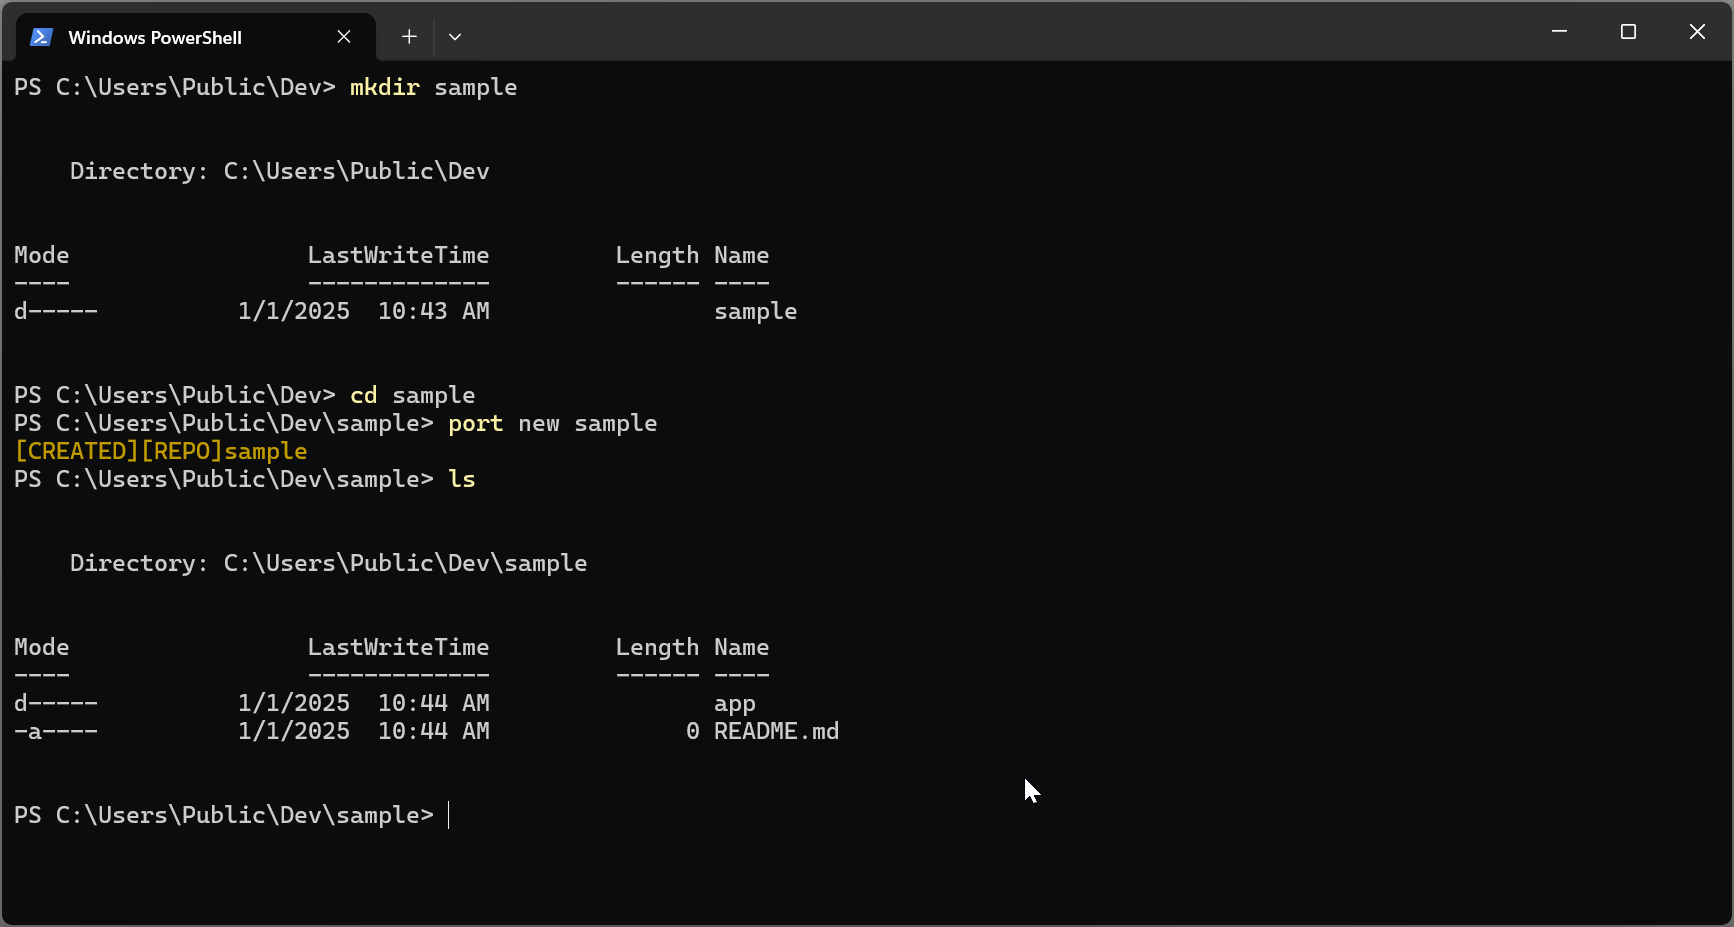 Windows PowerShell
PS C:\Users\Public\Dev> mkdir sample
    Directory: C:\Users\Public\Dev
Mode                 LastWriteTime         Length Name
----                 -------------         ------ ----
d-----          1/1/2025  10:43 AM                sample
PS C:\Users\Public\Dev> cd sample
PS C:\Users\Public\Dev\sample> port new sample
[CREATED][REPO]sample
PS C:\Users\Public\Dev\sample> ls
    Directory: C:\Users\Public\Dev\sample
Mode                 LastWriteTime         Length Name
----                 -------------         ------ ----
d-----          1/1/2025  10:44 AM                app
-a----          1/1/2025  10:44 AM              0 README.md
PS C:\Users\Public\Dev\sample>